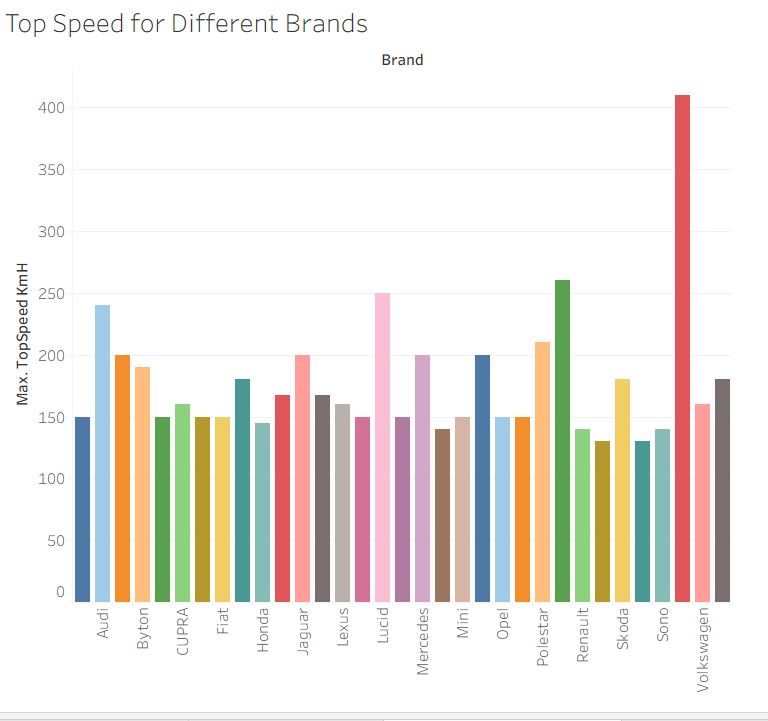 Top Speed for Different Brands
Brand
Max. TopSpeed KmH
400
350
300
250
200
150
100
50
0
Audi
Byton
CUPRA
Fiat
Honda
Jaguar
Lexus
Lucid
Mercedes
Mini
Opel
Polestar
Renault
Skoda
Sono
Volkswagen